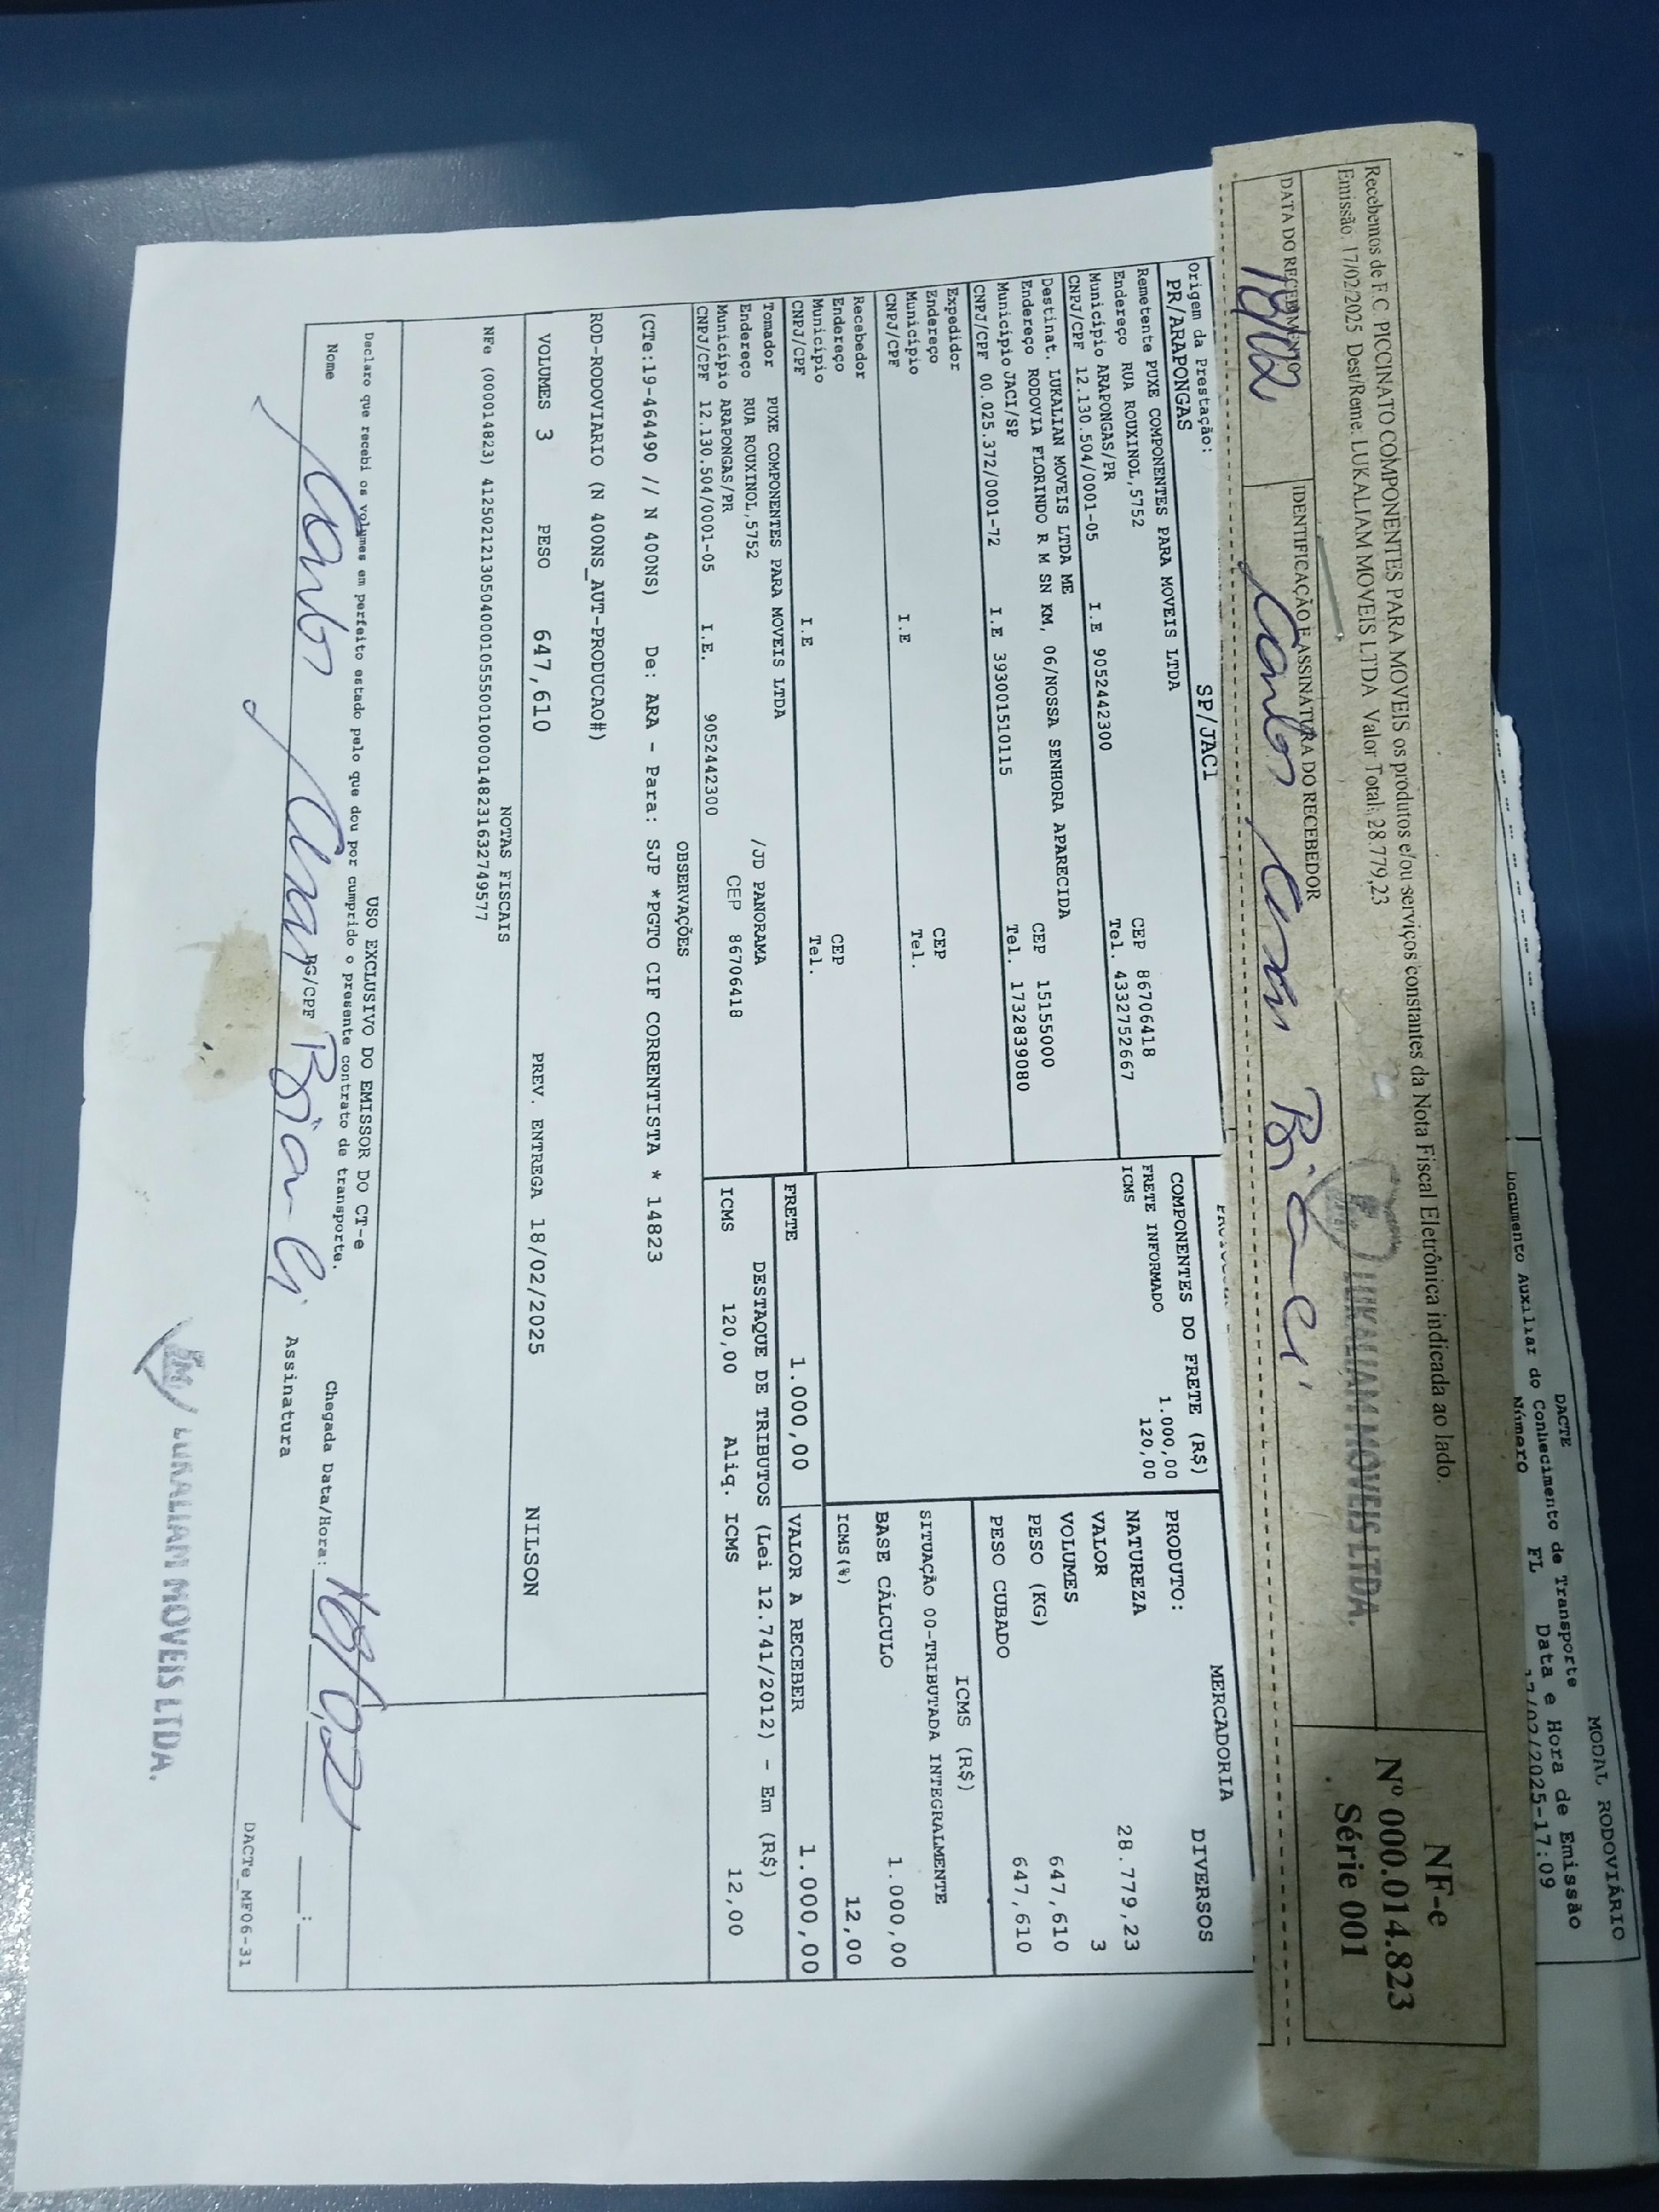 MODAL RODOVIÁRIO
DACTE
Documento Auxiliar do Conhecimento de Transporte
Número FL Data e Hora de Emissão
17/02/2025-17:09
Recebemos de F.C. PICCINATO COMPONENTES PARA MOVEIS os produtos e/ou serviços constantes da Nota Fiscal Eletrônica indicada ao lado.
Emissão: 17/02/2025 Dest/Reme: LUKALIAM MOVEIS LTDA Valor Total: 28.779,23
NF-e
Nº 000.014.823
Série 001
LUKALIAM MÓVEIS LTDA.
DATA DO RECEBIMENTO
IDENTIFICAÇÃO E ASSINATURA DO RECEBEDOR
18/02
Origem da Prestação:
PR/ARAPONGAS
SP/JACI
Remetente PUXE COMPONENTES PARA MOVEIS LTDA
Endereço RUA ROUXINOL,5752 CEP 86706418
Município ARAPONGAS/PR Tel. 4332752667
CNPJ/CPF 12.130.504/0001-05 I.E 9052442300
Destinat. LUKALIAN MOVEIS LTDA ME
Endereço RODOVIA FLORINDO R M SN KM, 06/NOSSA SENHORA APARECIDA CEP 15155000
Município JACI/SP Tel. 1732839080
CNPJ/CPF 00.025.372/0001-72 I.E 393001510115
Expedidor
Endereço CEP
Município Tel.
CNPJ/CPF I.E
Recebedor
Endereço CEP
Município Tel.
CNPJ/CPF I.E
Tomador PUXE COMPONENTES PARA MOVEIS LTDA
Endereço RUA ROUXINOL,5752 /JD PANORAMA
Município ARAPONGAS/PR CEP 86706418
CNPJ/CPF 12.130.504/0001-05 I.E. 9052442300
COMPONENTES DO FRETE (R$)
FRETE INFORMADO 1.000,00
ICMS 120,00
MERCADORIA
PRODUTO: DIVERSOS
NATUREZA
VALOR 28.779,23
VOLUMES 3
PESO (KG) 647,610
PESO CUBADO 647,610
ICMS (R$)
SITUAÇÃO 00-TRIBUTADA INTEGRALMENTE
BASE CÁLCULO 1.000,00
ICMS(%) 12,00
FRETE 1.000,00 VALOR A RECEBER 1.000,00
DESTAQUE DE TRIBUTOS (Lei 12.741/2012) - Em (R$)
ICMS 120,00 Aliq. ICMS 12,00
OBSERVAÇÕES
(CTe:19-464490 // N 400NS) De: ARA - Para: SJP *PGTO CIF CORRENTISTA * 14823
ROD-RODOVIARIO (N 400NS_AUT-PRODUCAO#)
VOLUMES 3 PESO 647,610 PREV. ENTREGA 18/02/2025 NILSON
NOTAS FISCAIS
NFe (000014823) 41250212130504000105550010000148231632749577
USO EXCLUSIVO DO EMISSOR DO CT-e
Declaro que recebi os volumes em perfeito estado pelo que dou por cumprido o presente contrato de transporte.
Chegada Data/Hora: 18/02
Nome RG/CPF Assinatura
DACTe_MF06-31
LUKALIAM MOVEIS LTDA.